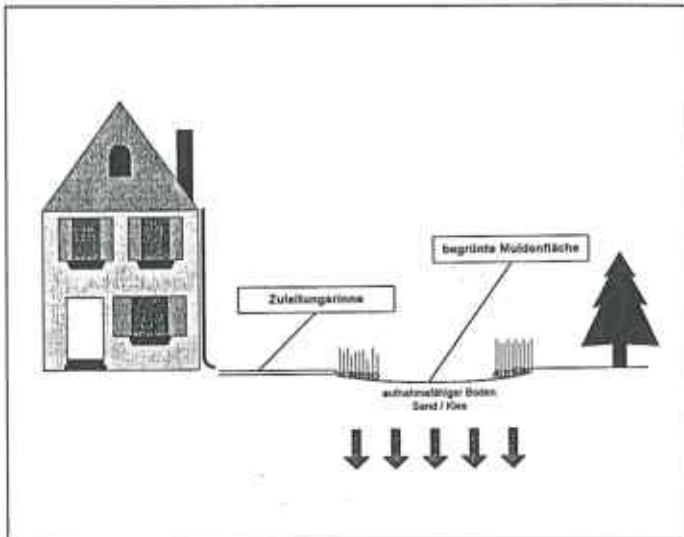 begrünte Muldenfläche
Zuleitungsrinne
aufnahmefähiger Boden
Sand / Kies